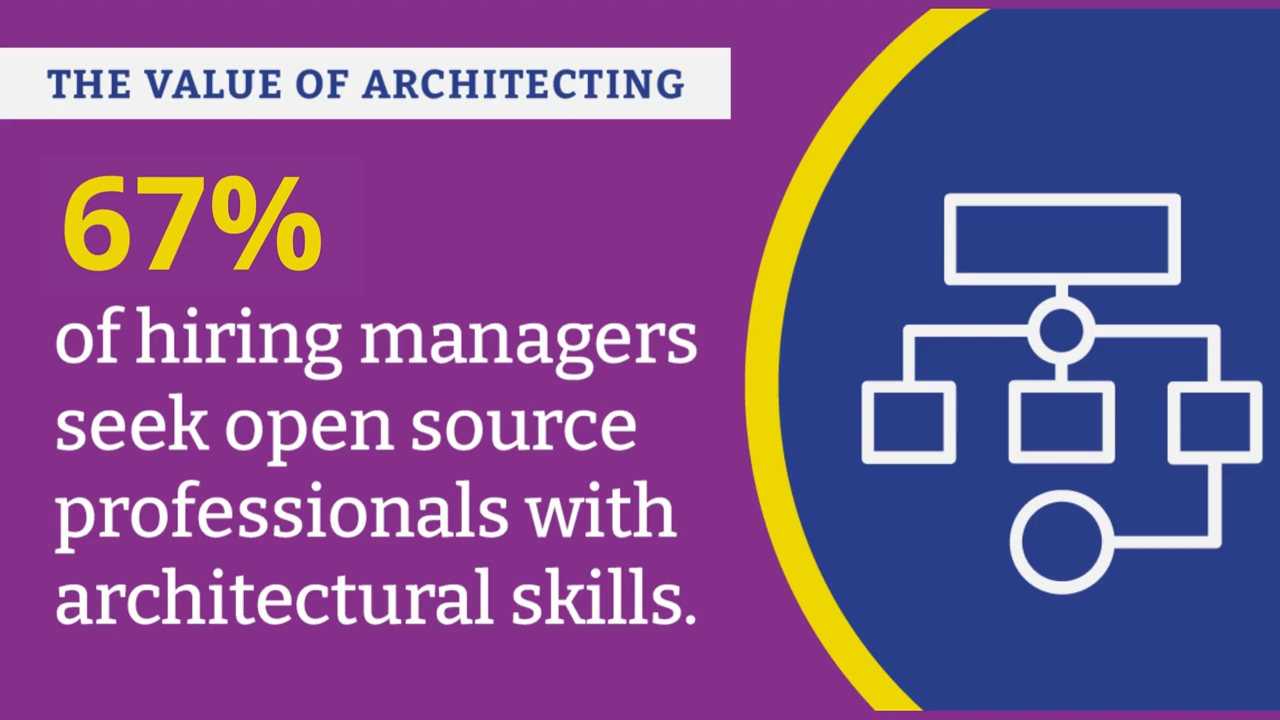 THE VALUE OF ARCHITECTING
67%
of hiring managers
seek open source
professionals with
architectural skills.